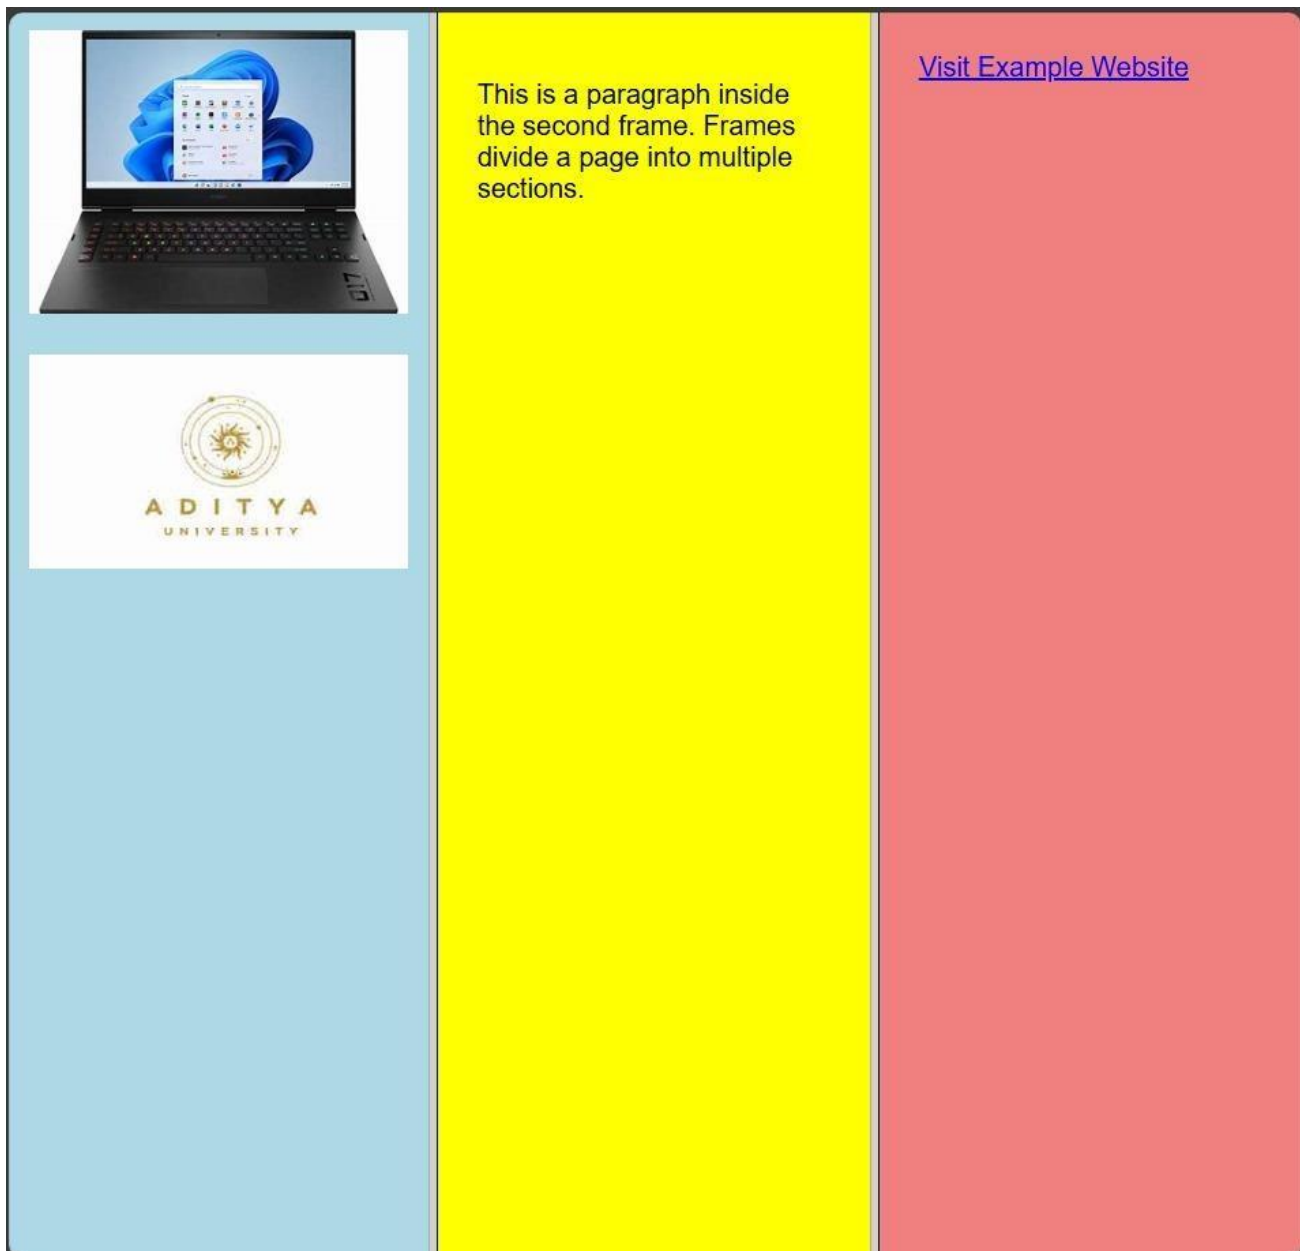 ADITYA
UNIVERSITY
This is a paragraph inside
the second frame. Frames
divide a page into multiple
sections.
Visit Example Website